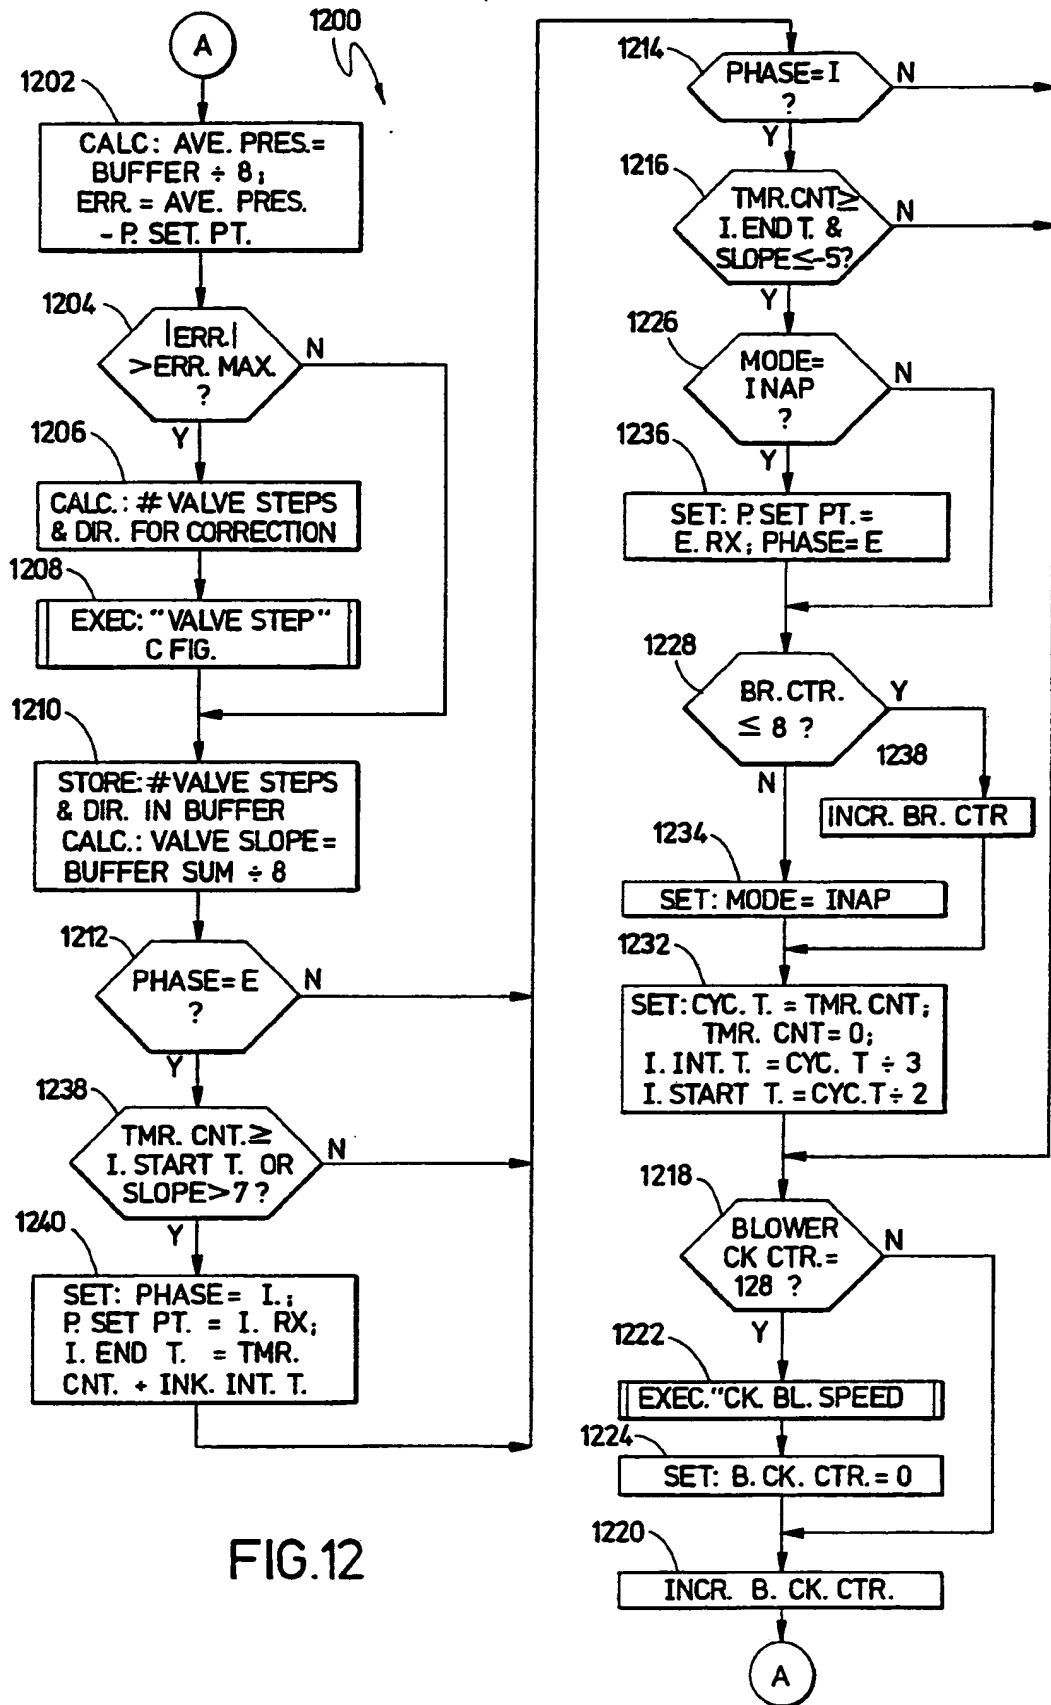 1200
A
1202
CALC: AVE. PRES.=
BUFFER ÷ 8;
ERR. = AVE. PRES.
- P. SET. PT.
1204
|ERR.|
>ERR. MAX.
?
N
Y
1206
CALC.: # VALVE STEPS
& DIR. FOR CORRECTION
1208
EXEC: "VALVE STEP"
C FIG.
1210
STORE: # VALVE STEPS
& DIR. IN BUFFER
CALC.: VALVE SLOPE=
BUFFER SUM ÷ 8
1212
PHASE=E
?
N
Y
1238
TMR. CNT.≥
I. START T. OR
SLOPE>7 ?
N
Y
1240
SET: PHASE= I.;
P. SET PT. = I. RX;
I. END T. = TMR.
CNT. + INK. INT. T.
1214
PHASE=I
?
N
Y
1216
TMR.CNT≥
I. END T. &
SLOPE≤-5?
N
Y
1226
MODE=
INAP
?
N
Y
1236
SET: P. SET PT.=
E. RX; PHASE=E
1228
BR. CTR.
≤ 8 ?
Y
N
1238
INCR. BR. CTR
1234
SET: MODE= INAP
1232
SET: CYC. T. = TMR. CNT;
TMR. CNT=0;
I. INT. T. =CYC. T ÷ 3
I. START T. =CYC.T÷2
1218
BLOWER
CK CTR.=
128 ?
N
Y
1222
EXEC."CK. BL. SPEED
1224
SET: B. CK. CTR.= 0
1220
INCR. B. CK. CTR.
A
FIG.12